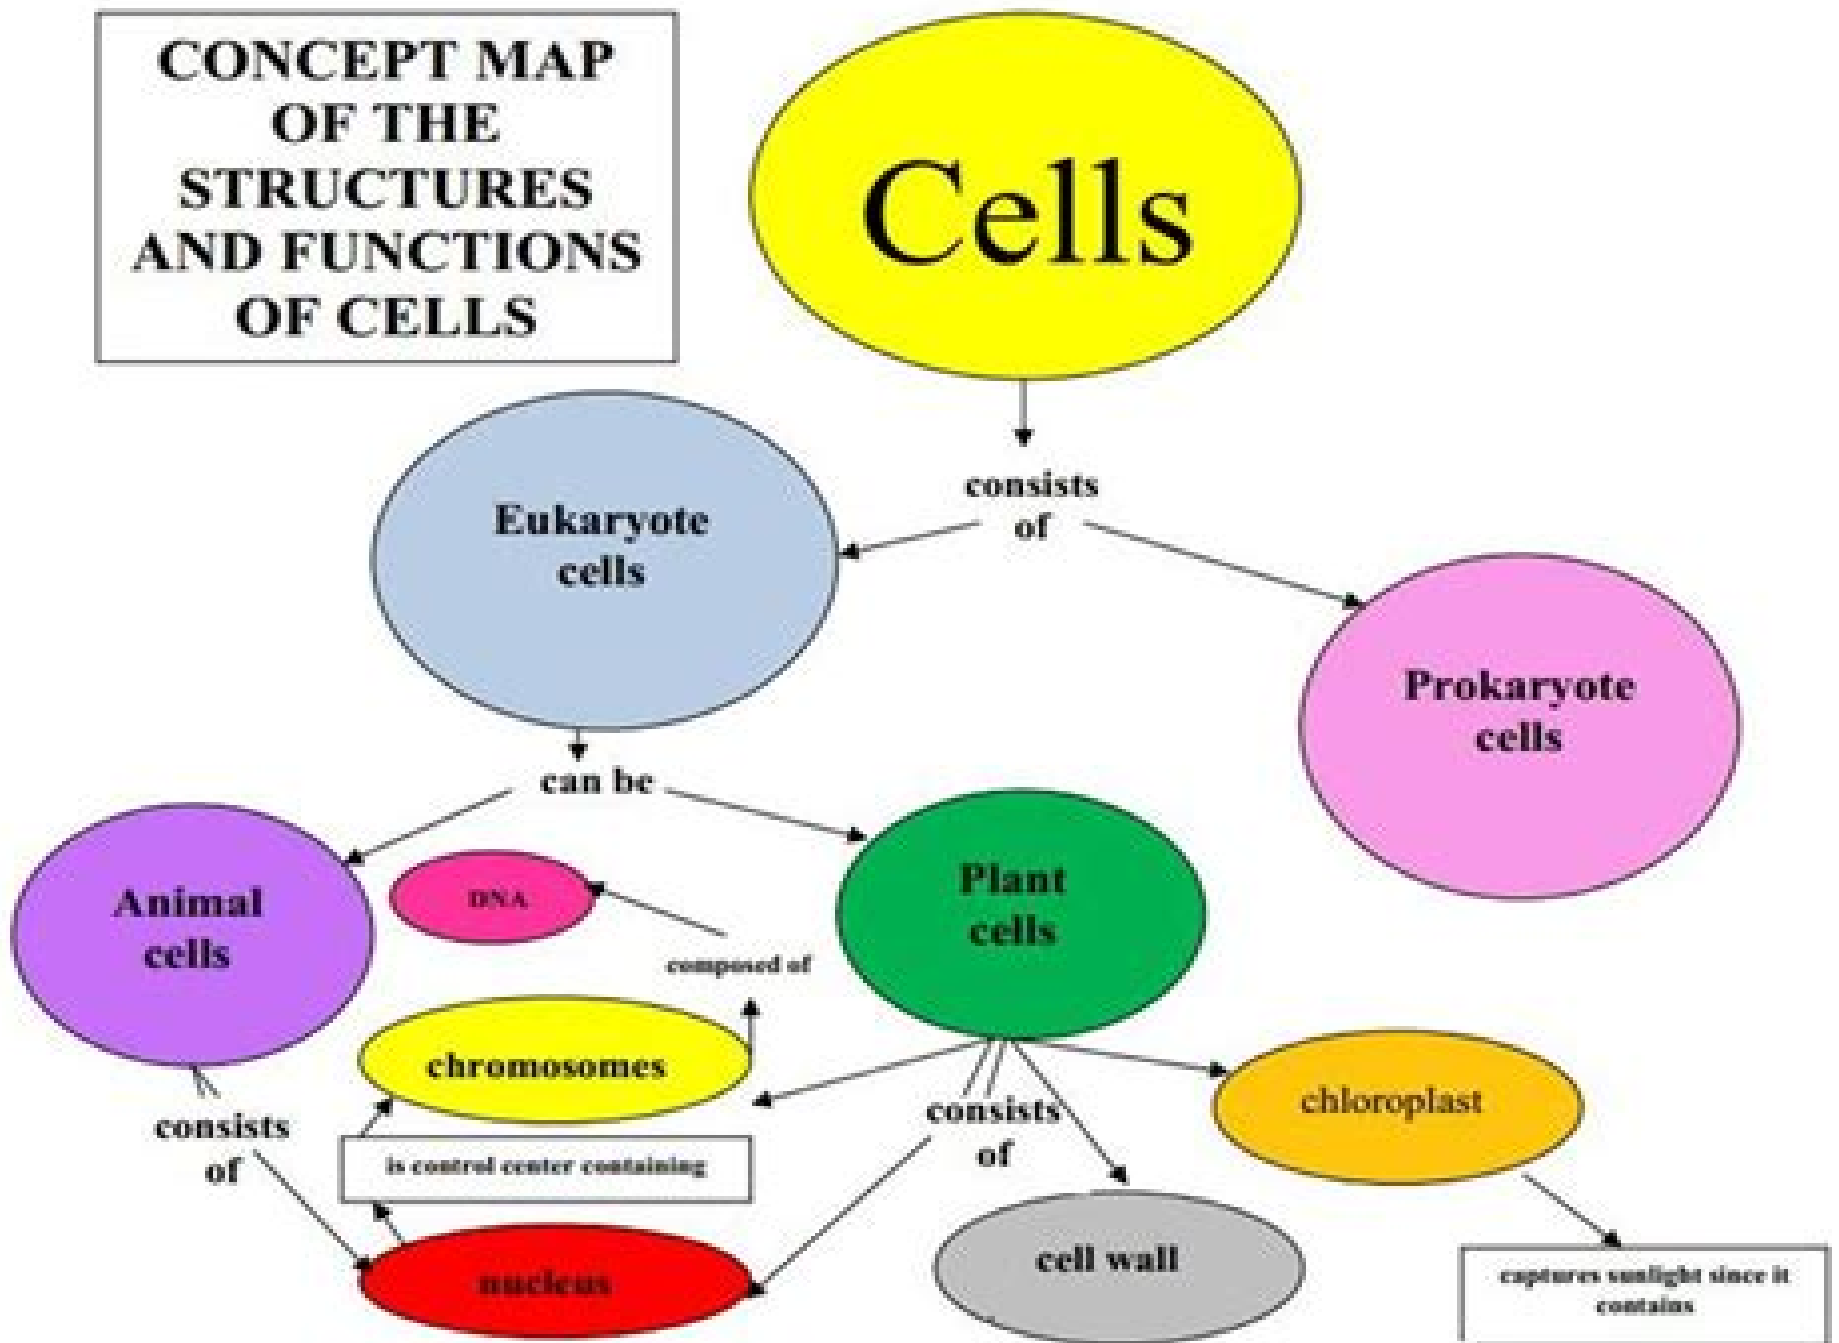 CONCEPT MAP
OF THE
STRUCTURES
AND FUNCTIONS
OF CELLS
Cells
consists
of
Eukaryote
cells
Prokaryote
cells
can be
Animal
cells
DNA
Plant
cells
composed of
chromosomes
chloroplast
consists
of
is control center containing
consists
of
nucleus
cell wall
captures sunlight since it
contains